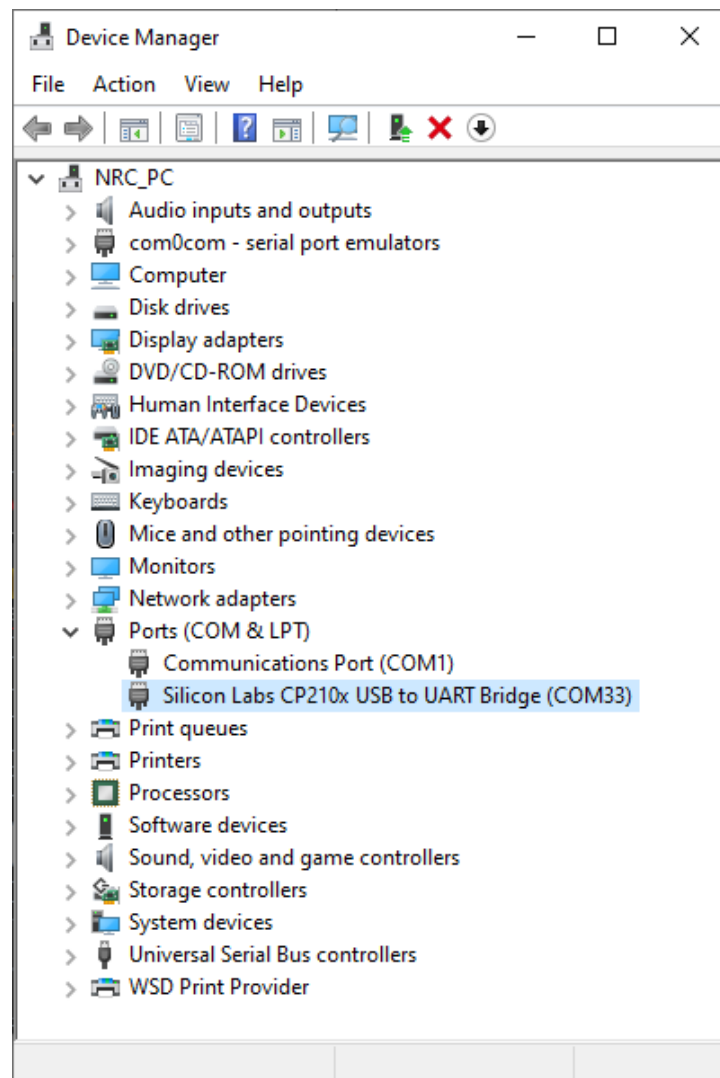 Device Manager
File Action View Help
NRC_PC
Audio inputs and outputs
com0com - serial port emulators
Computer
Disk drives
Display adapters
DVD/CD-ROM drives
Human Interface Devices
IDE ATA/ATAPI controllers
Imaging devices
Keyboards
Mice and other pointing devices
Monitors
Network adapters
Ports (COM & LPT)
Communications Port (COM1)
Silicon Labs CP210x USB to UART Bridge (COM33)
Print queues
Printers
Processors
Software devices
Sound, video and game controllers
Storage controllers
System devices
Universal Serial Bus controllers
WSD Print Provider